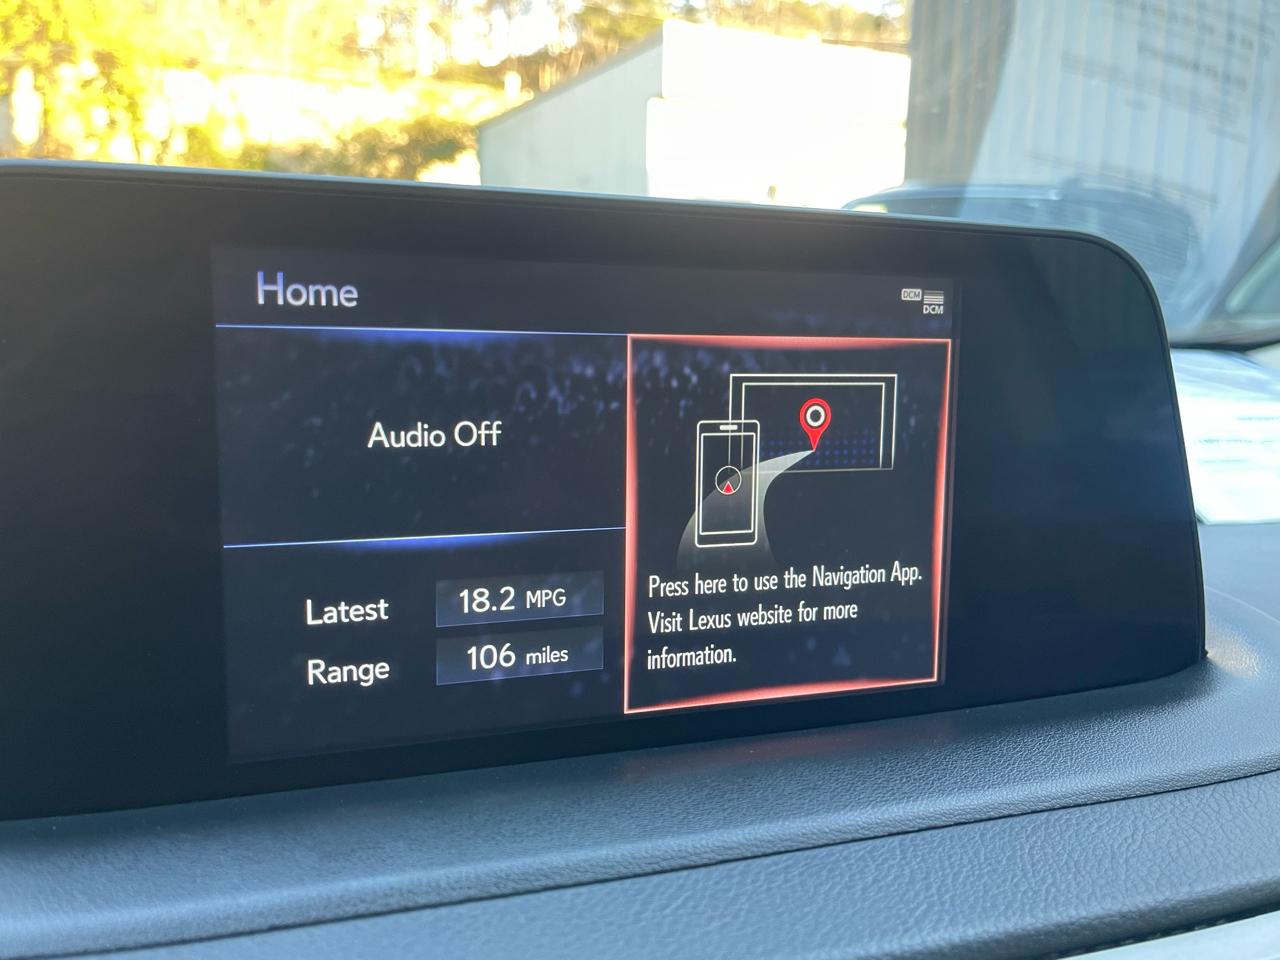 Home
DCM
DCM
Audio Off
Latest 18.2 MPG
Range 106 miles
Press here to use the Navigation App.
Visit Lexus website for more
information.